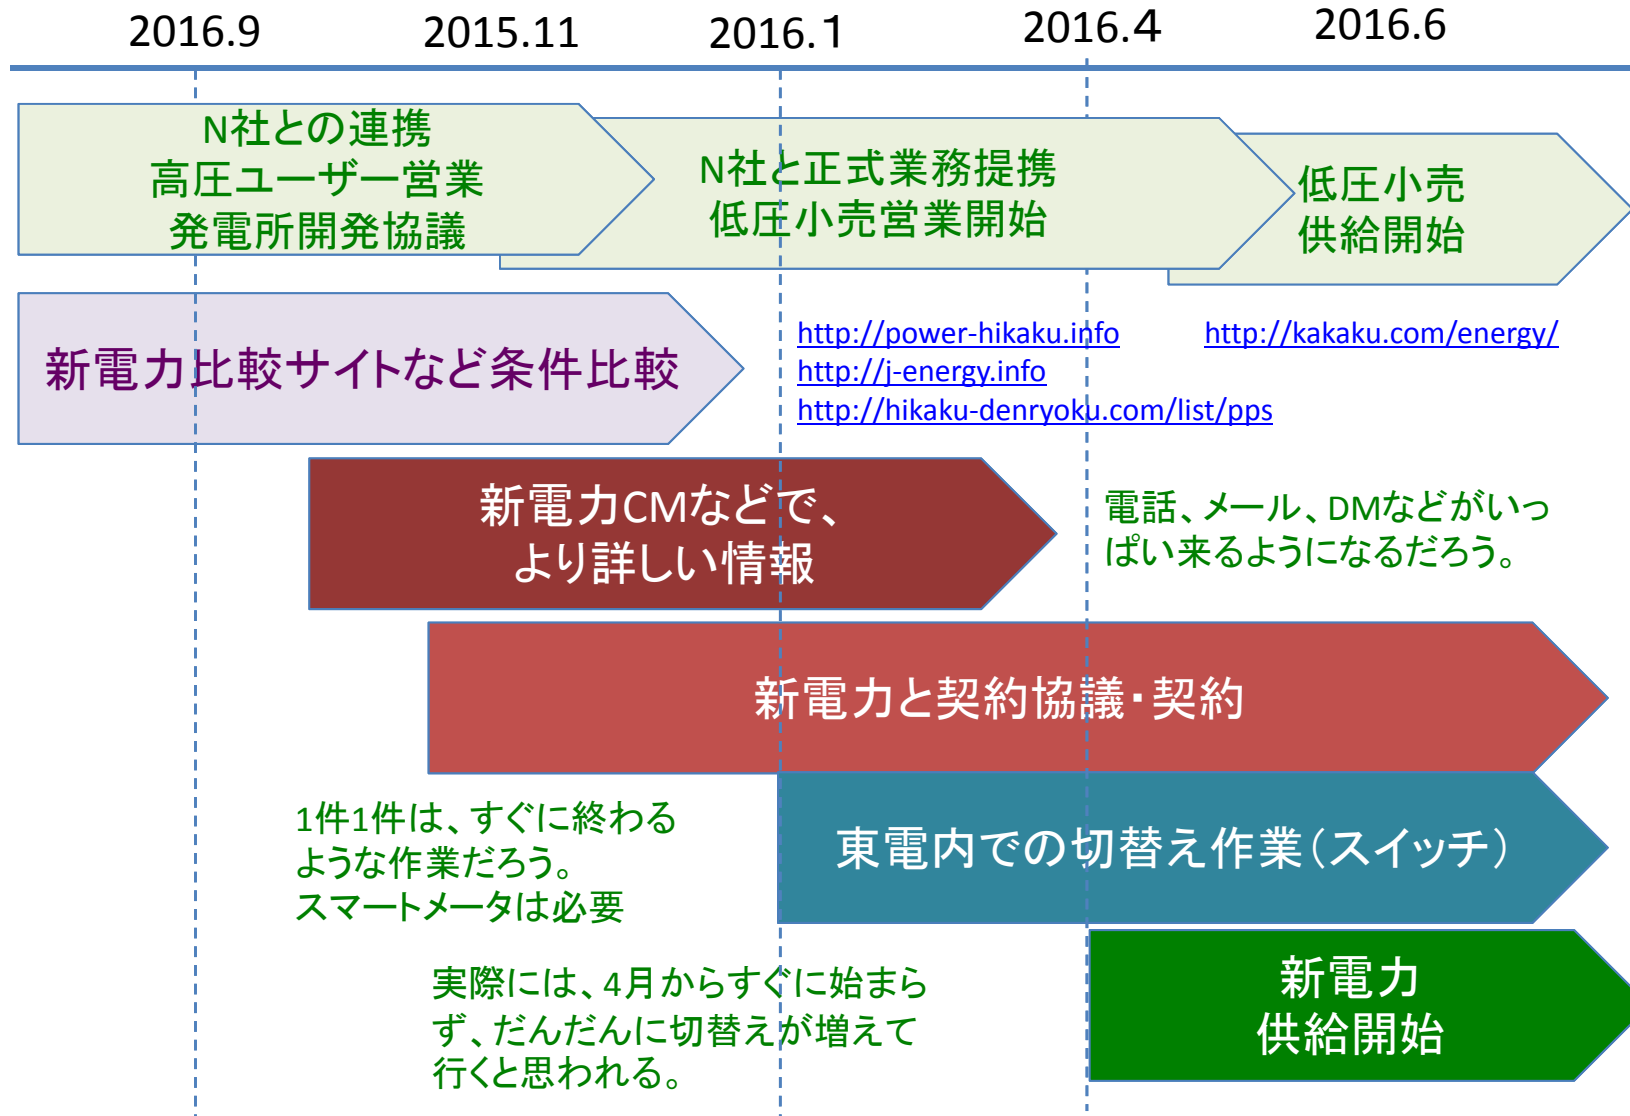 2016.9
2015.11
2016.1
2016.4
2016.6
N社との連携
高圧ユーザー営業
発電所開発協議
N社と正式業務提携
低圧小売営業開始
低圧小売
供給開始
新電力比較サイトなど条件比較
http://power-hikaku.info
http://kakaku.com/energy/
http://j-energy.info
http://hikaku-denryoku.com/list/pps
新電力CMなどで、
より詳しい情報
電話、メール、DMなどがいっ
ぱい来るようになるだろう。
新電力と契約協議・契約
1件1件は、すぐに終わる
ような作業だろう。
スマートメータは必要
東電内での切替え作業（スイッチ）
実際には、4月からすぐに始まら
ず、だんだんに切替えが増えて
行くと思われる。
新電力
供給開始